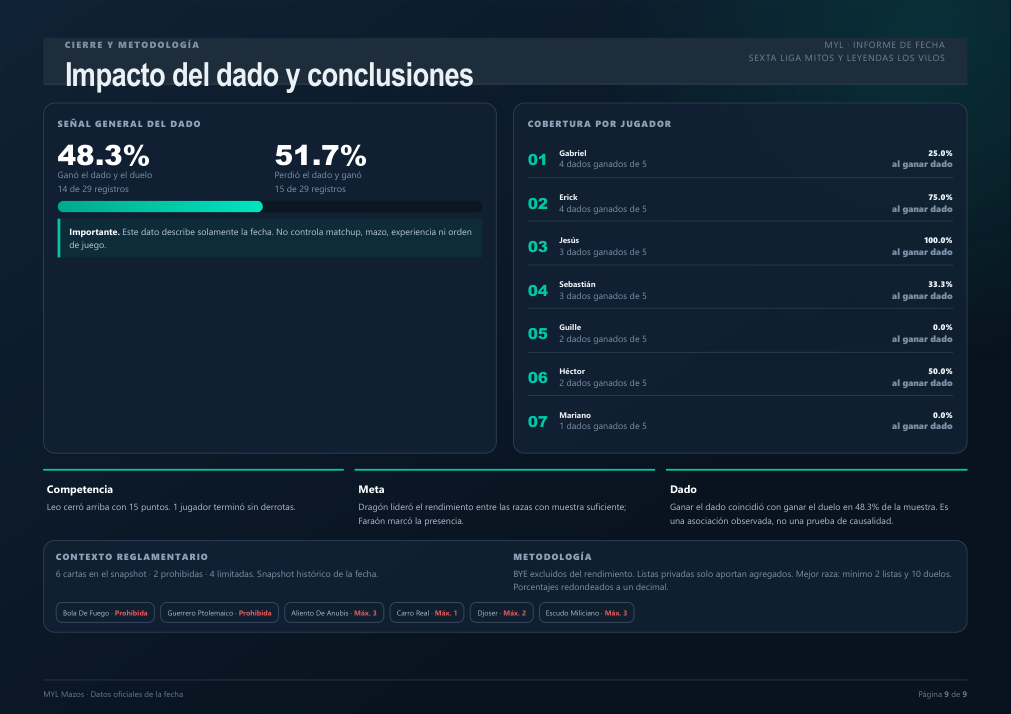 CIERRE Y METODOLOGÍA
Impacto del dado y conclusiones
MYL · INFORME DE FECHA
SEXTA LIGA MITOS Y LEYENDAS LOS VILOS
SEÑAL GENERAL DEL DADO
48.3%
Ganó el dado y el duelo
14 de 29 registros
51.7%
Perdió el dado y ganó
15 de 29 registros
Importante. Este dato describe solamente la fecha. No controla matchup, mazo, experiencia ni orden
de juego.
COBERTURA POR JUGADOR
01
Gabriel
4 dados ganados de 5
25.0%
al ganar dado
02
Erick
4 dados ganados de 5
75.0%
al ganar dado
03
Jesús
3 dados ganados de 5
100.0%
al ganar dado
04
Sebastián
3 dados ganados de 5
33.3%
al ganar dado
05
Guille
2 dados ganados de 5
0.0%
al ganar dado
06
Héctor
2 dados ganados de 5
50.0%
al ganar dado
07
Mariano
1 dados ganados de 5
0.0%
al ganar dado
Competencia
Leo cerró arriba con 15 puntos. 1 jugador terminó sin derrotas.
Meta
Dragón lideró el rendimiento entre las razas con muestra suficiente;
Faraón marcó la presencia.
Dado
Ganar el dado coincidió con ganar el duelo en 48.3% de la muestra. Es
una asociación observada, no una prueba de causalidad.
CONTEXTO REGLAMENTARIO
6 cartas en el snapshot · 2 prohibidas · 4 limitadas. Snapshot histórico de la fecha.
METODOLOGÍA
BYE excluidos del rendimiento. Listas privadas solo aportan agregados. Mejor raza: mínimo 2 listas y 10 duelos.
Porcentajes redondeados a un decimal.
Bola De Fuego · Prohibida
Guerrero Ptolemaico · Prohibida
Aliento De Anubis · Máx. 3
Carro Real · Máx. 1
Djoser · Máx. 2
Escudo Miliciano · Máx. 3
MYL Mazos · Datos oficiales de la fecha
Página 9 de 9